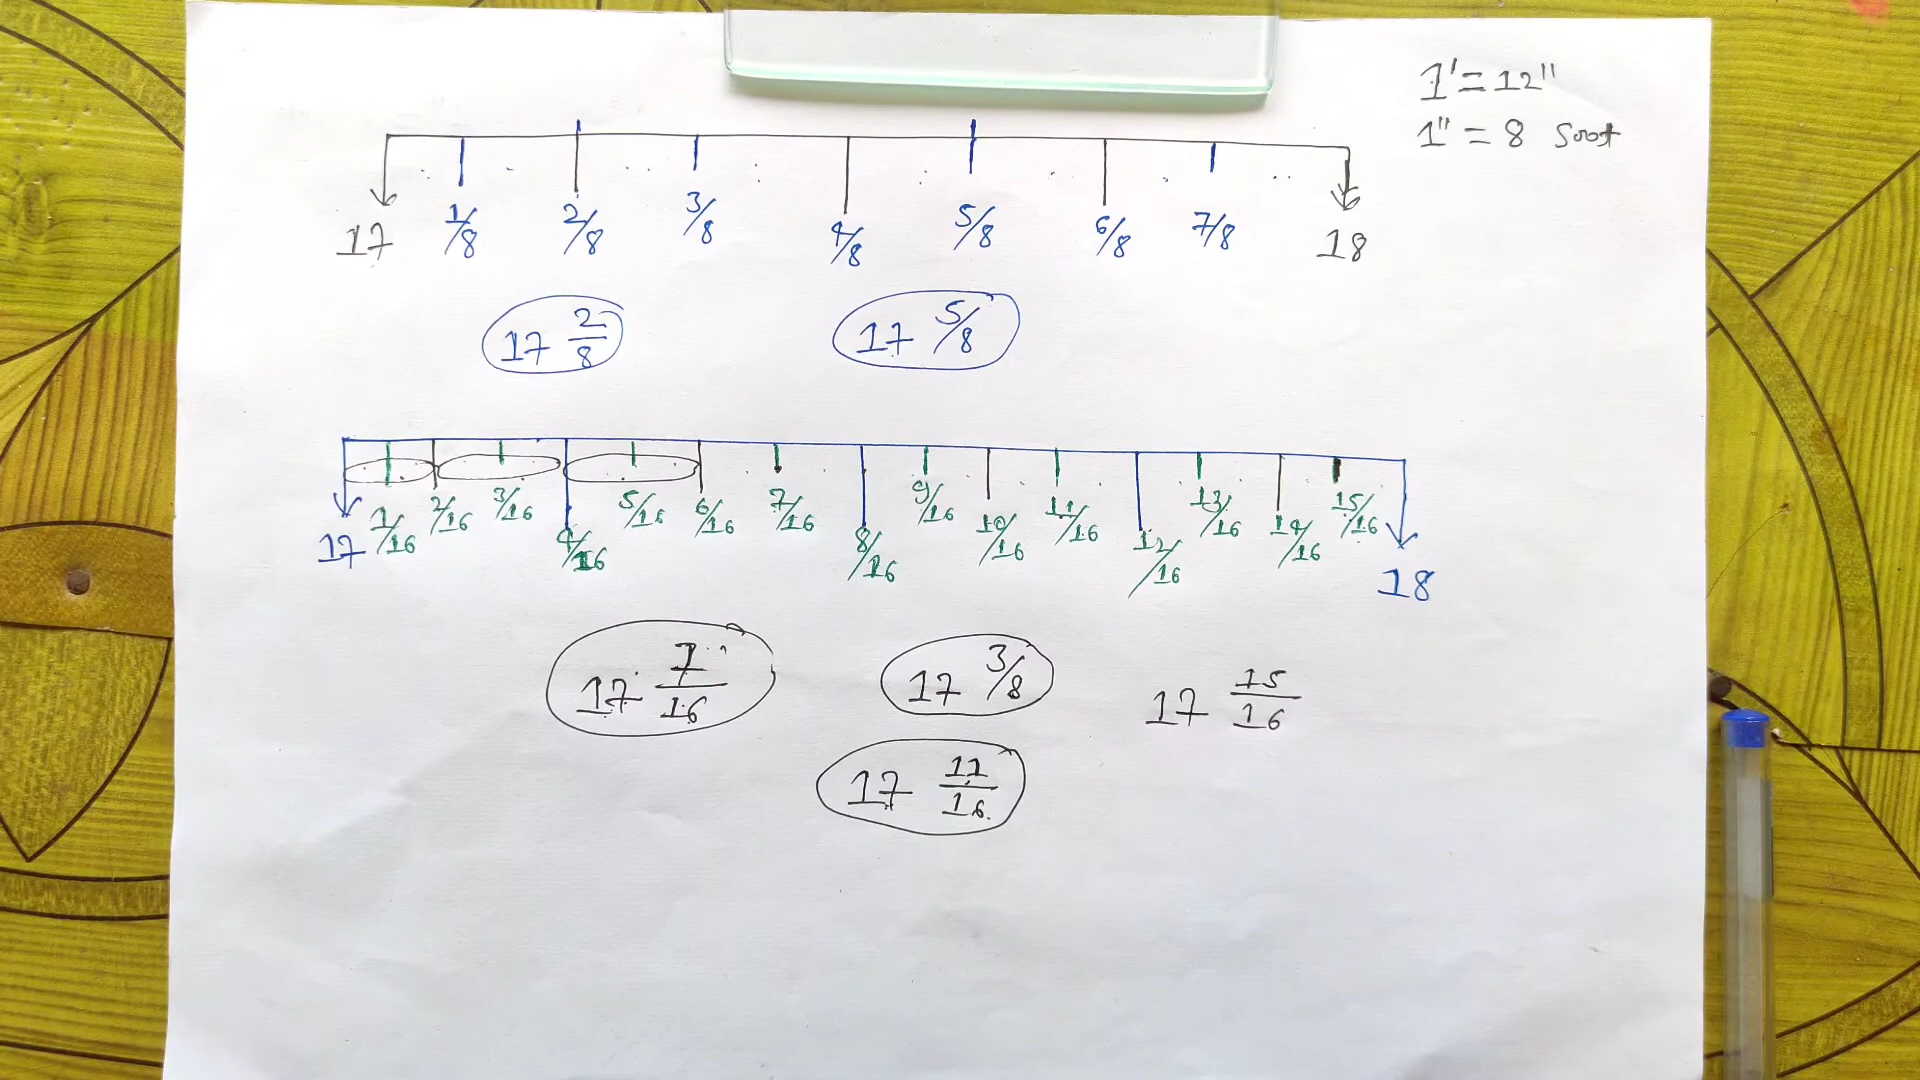 1' = 12"
1" = 8 Soot
17 1/8 2/8 3/8 4/8 5/8 6/8 7/8 18
17 2/8 17 5/8
17 1/16 2/16 3/16 4/16 5/16 6/16 7/16 8/16 9/16 10/16 11/16 12/16 13/16 14/16 15/16 18
17 7/16 17 3/8 17 15/16
17 11/16